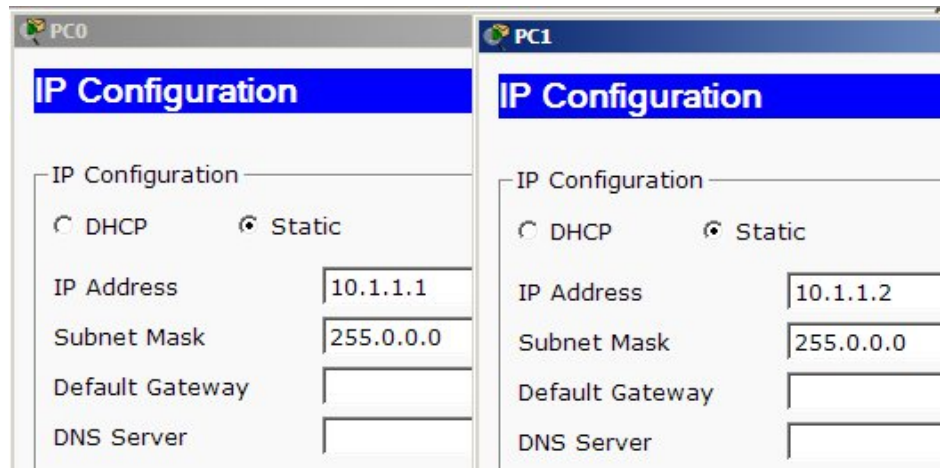 PC0
IP Configuration
IP Configuration
DHCP Static
IP Address 10.1.1.1
Subnet Mask 255.0.0.0
Default Gateway
DNS Server
PC1
IP Configuration
IP Configuration
DHCP Static
IP Address 10.1.1.2
Subnet Mask 255.0.0.0
Default Gateway
DNS Server